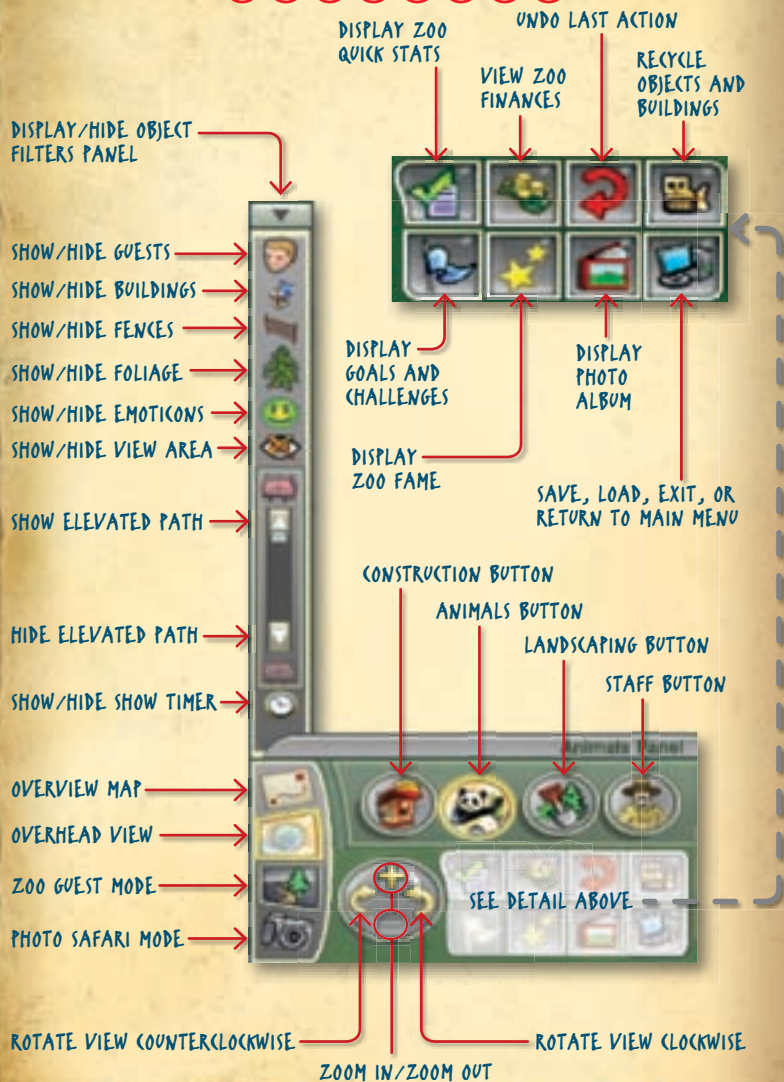 DISPLAY ZOO
QUICK STATS
UNDO LAST ACTION
VIEW ZOO
FINANCES
RECYCLE
OBJECTS AND
BUILDINGS
DISPLAY/HIDE OBJECT
FILTERS PANEL
SHOW/HIDE GUESTS
SHOW/HIDE BUILDINGS
SHOW/HIDE FENCES
SHOW/HIDE FOLIAGE
SHOW/HIDE EMOTICONS
SHOW/HIDE VIEW AREA
SHOW ELEVATED PATH
HIDE ELEVATED PATH
SHOW/HIDE SHOW TIMER
DISPLAY
GOALS AND
CHALLENGES
DISPLAY
ZOO FAME
DISPLAY
PHOTO
ALBUM
SAVE, LOAD, EXIT, OR
RETURN TO MAIN MENU
CONSTRUCTION BUTTON
ANIMALS BUTTON
LANDSCAPING BUTTON
STAFF BUTTON
Animals Panel
OVERVIEW MAP
OVERHEAD VIEW
ZOO GUEST MODE
PHOTO SAFARI MODE
SEE DETAIL ABOVE
ROTATE VIEW COUNTERCLOCKWISE
ROTATE VIEW CLOCKWISE
ZOOM IN/ZOOM OUT